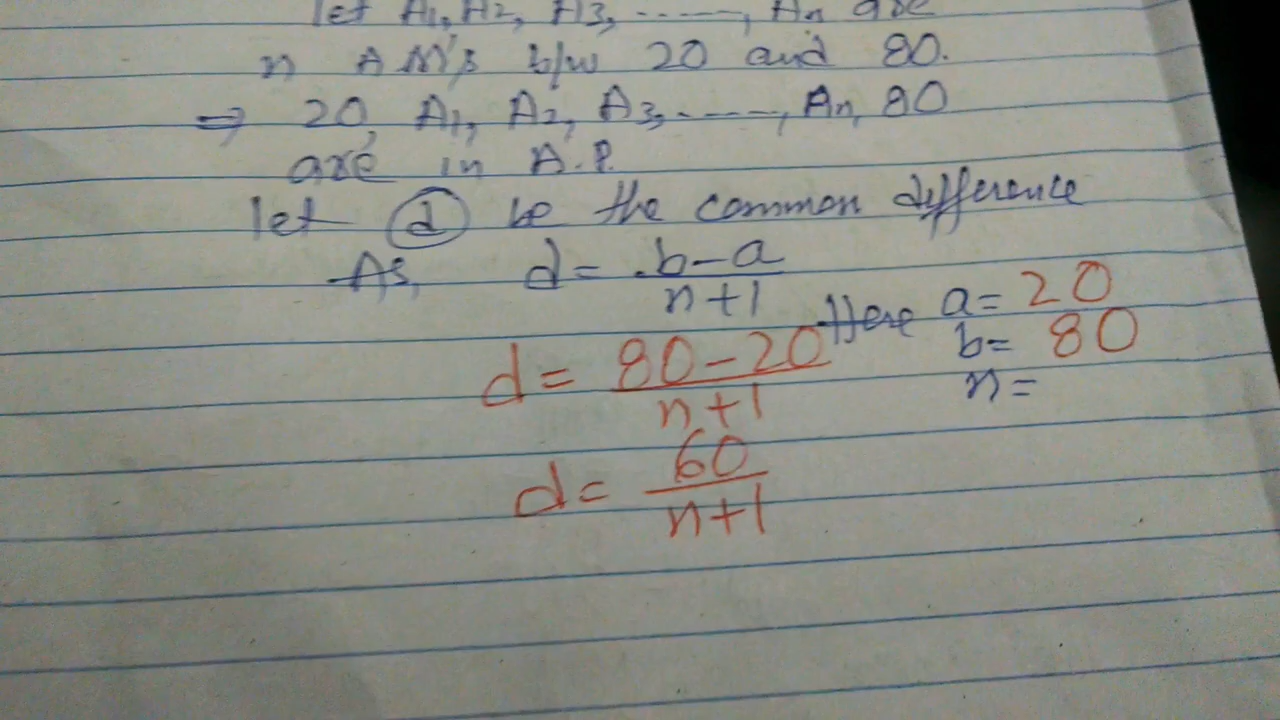 let A1, A2, A3, ------, An are
n A.M's b/w 20 and 80.
⇒ 20, A1, A2, A3, ------, An, 80
are in A.P.
let d be the common difference
As, d = b-a / n+1
Here a = 20
b = 80
n =
d = 80-20 / n+1
d = 60 / n+1